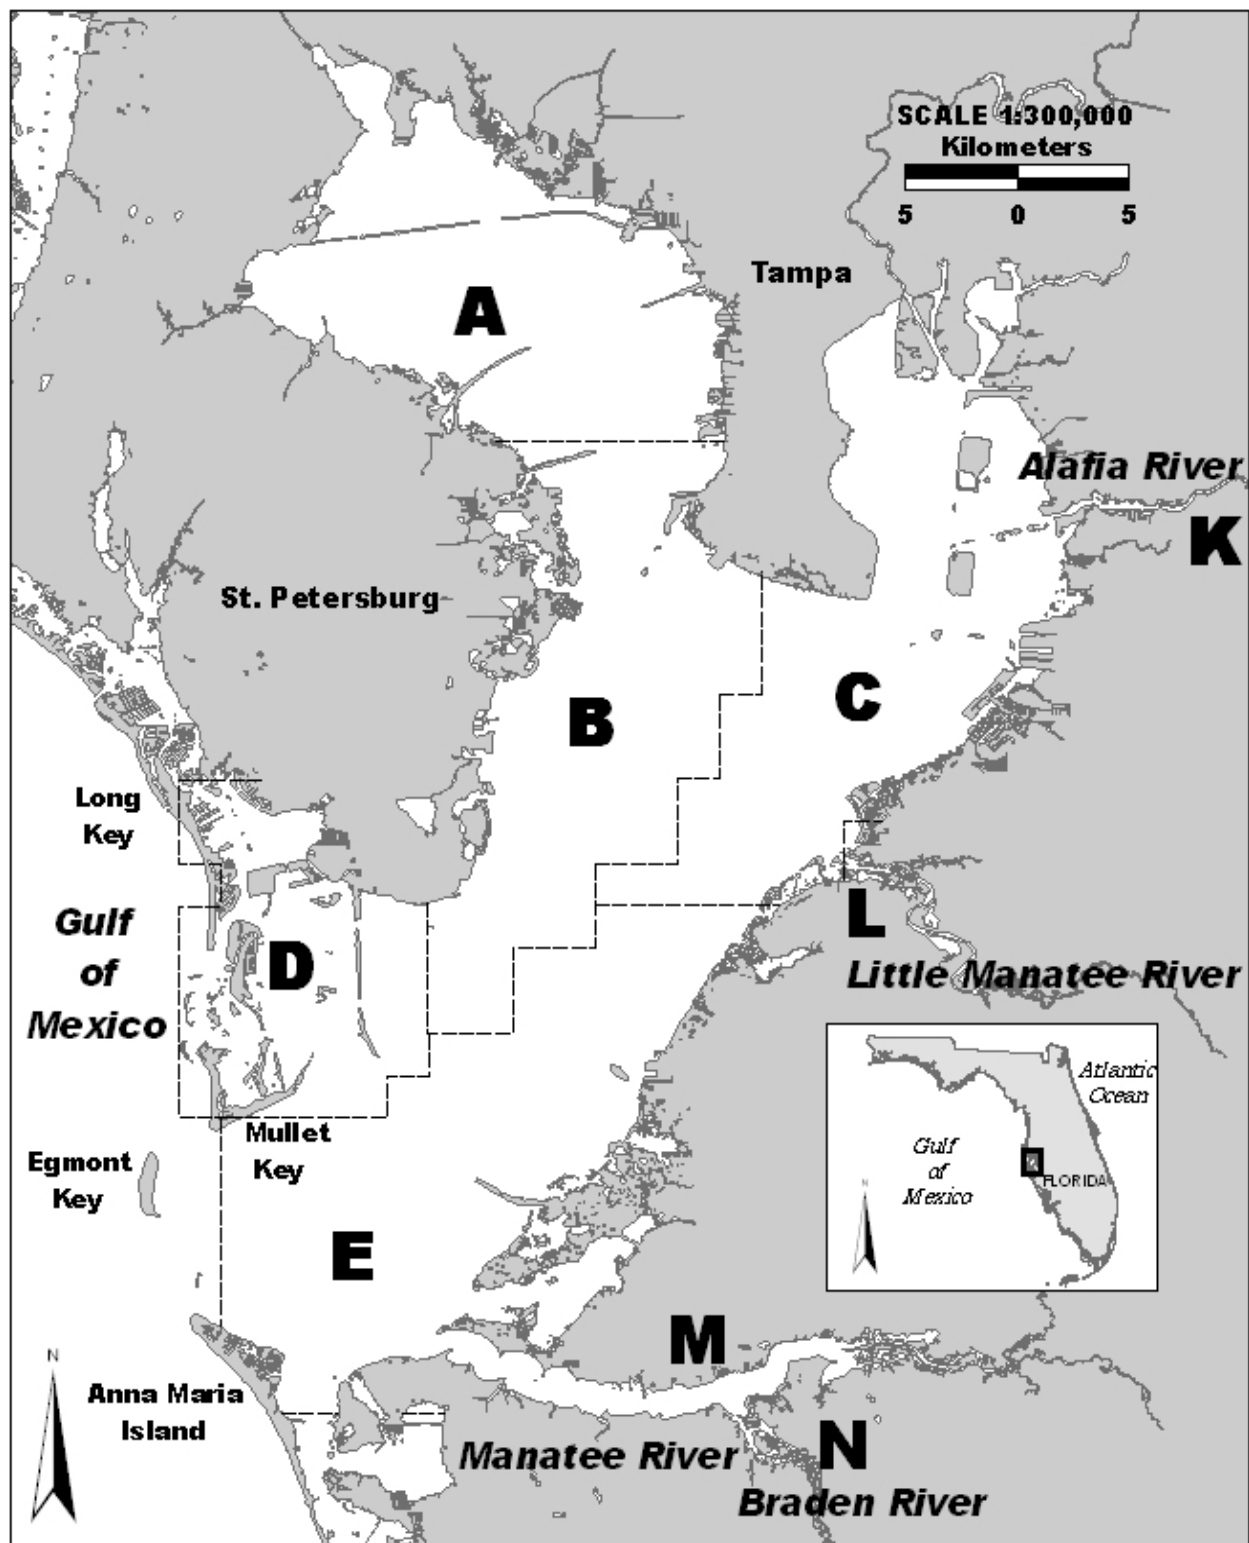 SCALE 1:300,000
Kilometers
5 0 5
Tampa
A
Alafia River
K
St. Petersburg
B
C
Long
Key
L
Gulf
of
Mexico
D
Little Manatee River
Atlantic
Ocean
Gulf
of
Mexico
FLORIDA
N
Mullet
Key
Egmont
Key
E
M
N
Anna Maria
Island
N
Manatee River
Braden River